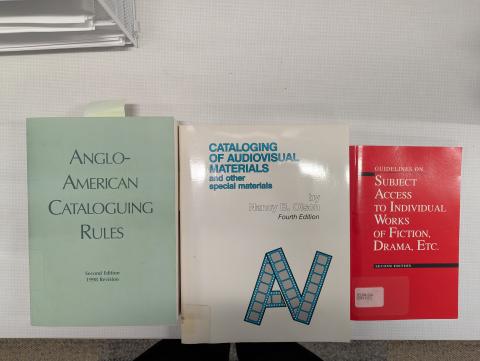 ANGLO-
AMERICAN
CATALOGUING
RULES
Second Edition
1998 Revision
CATALOGING
OF AUDIOVISUAL
MATERIALS
and other
special materials
by
Nancy B. Olson
Fourth Edition
AV
GUIDELINES ON
SUBJECT
ACCESS
TO INDIVIDUAL
WORKS
OF FICTION,
DRAMA, ETC.
SECOND EDITION